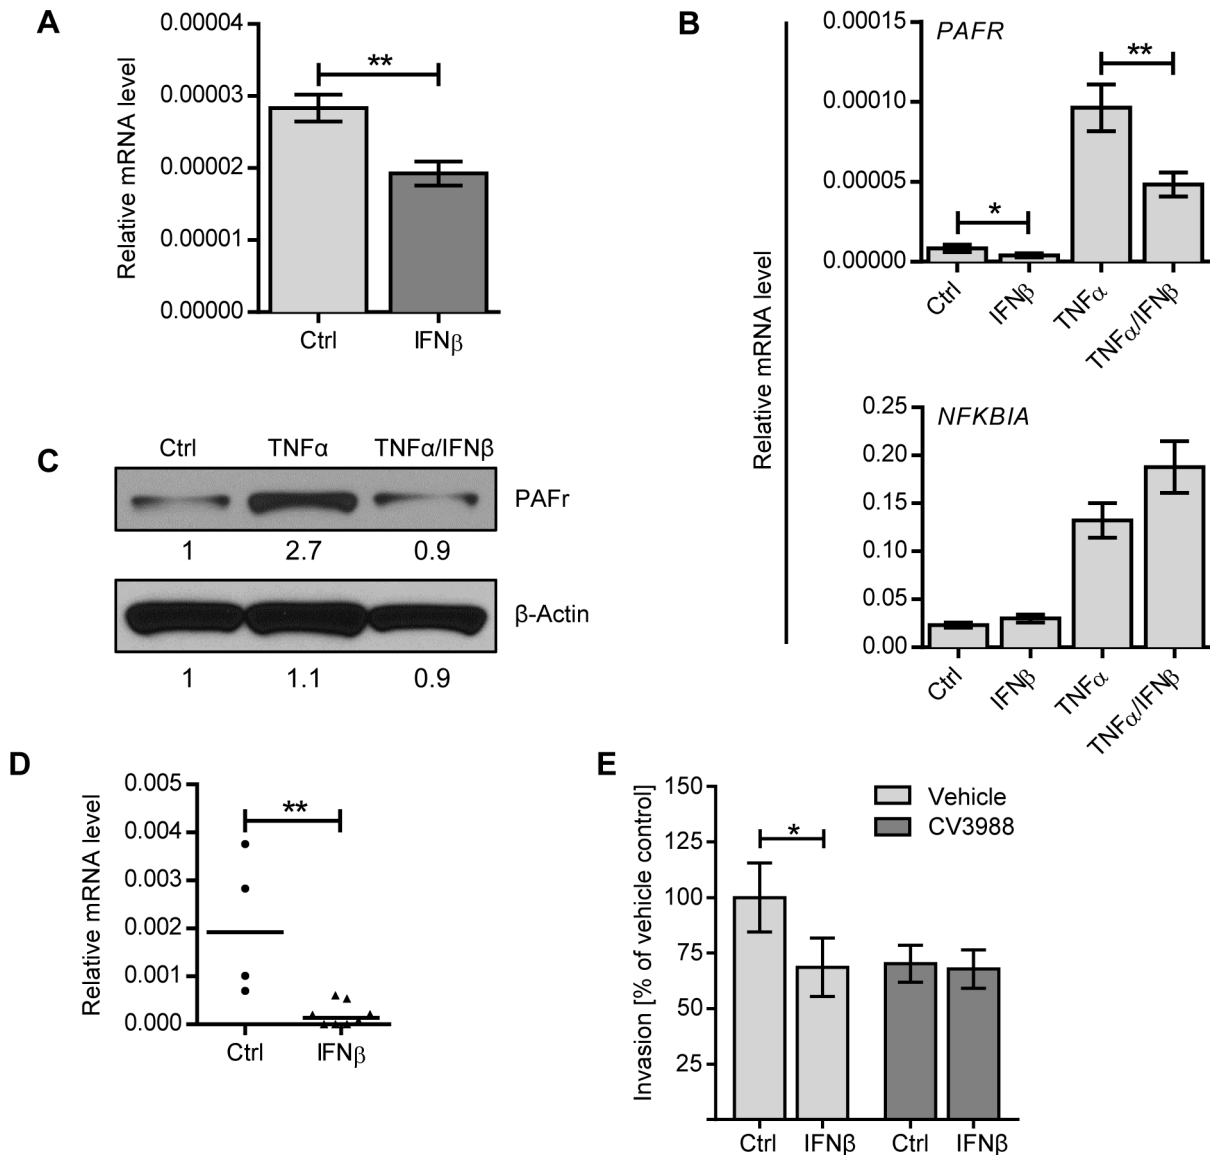 A
Relative mRNA level
0.00004
0.00003
0.00002
0.00001
0.00000
**
Ctrl
IFNβ
B
Relative mRNA level
PAFR
0.00015
0.00010
0.00005
0.00000
*
**
Ctrl
IFNβ
TNFα
TNFα/IFNβ
NFKBIA
0.25
0.20
0.15
0.10
0.05
0.00
Ctrl
IFNβ
TNFα
TNFα/IFNβ
C
Ctrl TNFα TNFα/IFNβ
PAFr
1 2.7 0.9
β-Actin
1 1.1 0.9
D
Relative mRNA level
0.005
0.004
0.003
0.002
0.001
0.000
**
Ctrl
IFNβ
E
Invasion [% of vehicle control]
150
125
100
75
50
25
*
Vehicle
CV3988
Ctrl IFNβ Ctrl IFNβ